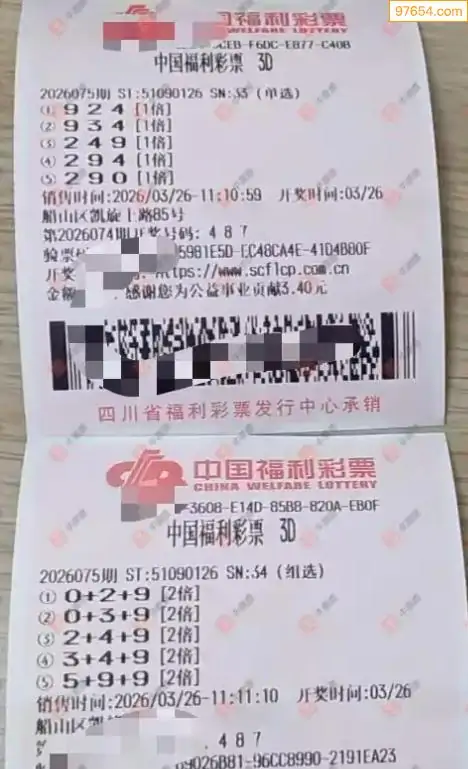 97654.com
CEB-F6DC-EB77-C40B
中国福利彩票 3D
2026075期 ST:51090126 SN:33 (单选)
① 9 2 4 [1倍]
② 9 3 4 [1倍]
③ 2 4 9 [1倍]
④ 2 9 4 [1倍]
⑤ 2 9 0 [1倍]
销售时间:2026/03/26-11:10:59 开奖时间:03/26
船山区凯旋上路85号
第2026074期开奖号码: 4 8 7
验票 5981E5D-EC48CA4E-41D4B80F
开奖 https://www.scflcp.com.cn
金额 感谢您为公益事业贡献3.40元
四川省福利彩票发行中心承销
中国福利彩票
CHINA WELFARE LOTTERY
3608-E14D-85B8-820A-EB0F
中国福利彩票 3D
2026075期 ST:51090126 SN:34 (组选)
① 0+2+9 [2倍]
② 0+3+9 [2倍]
③ 2+4+9 [2倍]
④ 3+4+9 [2倍]
⑤ 5+9+9 [2倍]
销售时间:2026/03/26-11:11:10 开奖时间:03/26
船山区凯
4 8 7
B9026B81-96CC8990-2191EA23